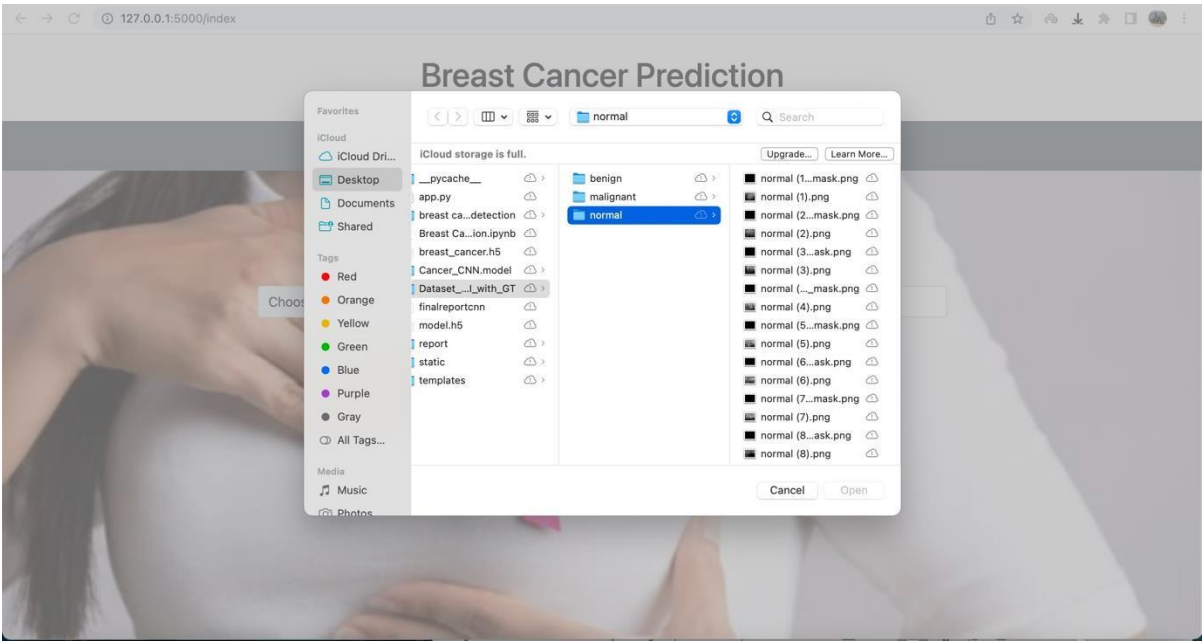 127.0.0.1:5000/index
Breast Cancer Prediction
Favorites
iCloud
iCloud Dri...
Desktop
Documents
Shared
Tags
Red
Orange
Yellow
Green
Blue
Purple
Gray
All Tags...
Media
Music
Photos
normal
Search
iCloud storage is full.
Upgrade...
Learn More...
__pycache__
app.py
breast ca...detection
Breast Ca...ion.ipynb
breast_cancer.h5
Cancer_CNN.model
Dataset_...I_with_GT
finalreportcnn
model.h5
report
static
templates
benign
malignant
normal
normal (1...mask.png
normal (1).png
normal (2...mask.png
normal (2).png
normal (3...ask.png
normal (3).png
normal (..._mask.png
normal (4).png
normal (5...mask.png
normal (5).png
normal (6...ask.png
normal (6).png
normal (7...mask.png
normal (7).png
normal (8...ask.png
normal (8).png
Choos
Cancel
Open